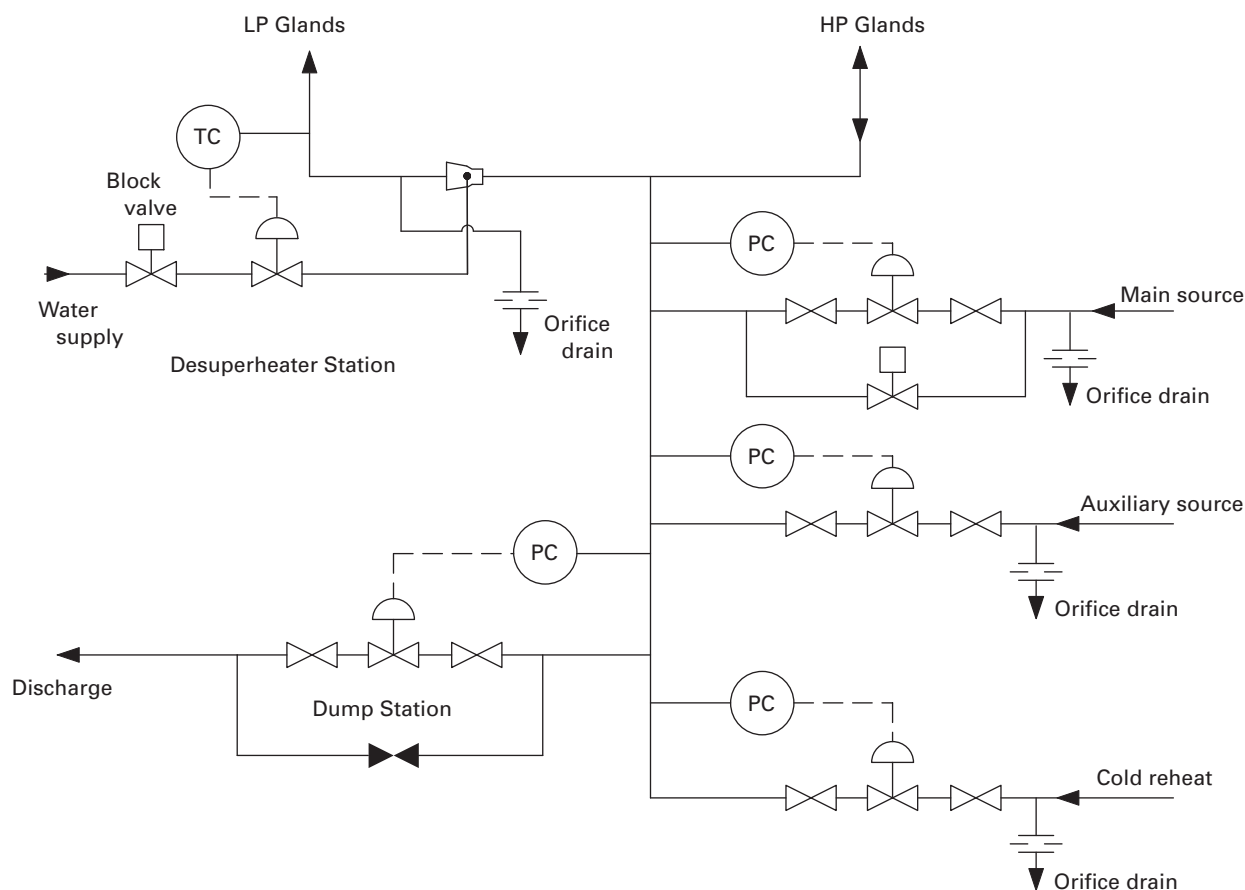 LP Glands
HP Glands
TC
Block
valve
PC
Main source
Water
supply
Orifice
drain
Desuperheater Station
Orifice drain
PC
Auxiliary source
PC
Orifice drain
Discharge
Dump Station
PC
Cold reheat
Orifice drain